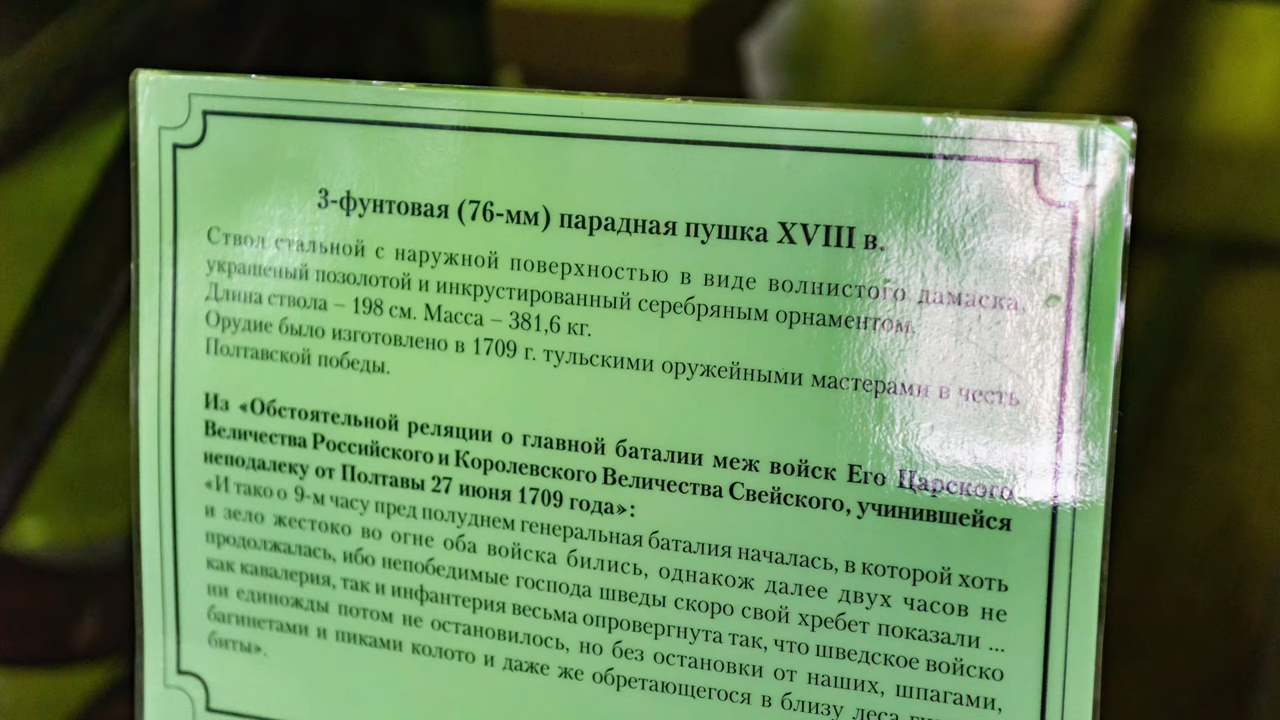 3-фунтовая (76-мм) парадная пушка XVIII в.
Ствол стальной с наружной поверхностью в виде волнистого дамаска,
украшеный позолотой и инкрустированный серебряным орнаментом.
Длина ствола – 198 см. Масса – 381,6 кг.
Орудие было изготовлено в 1709 г. тульскими оружейными мастерами в честь
Полтавской победы.
Из «Обстоятельной реляции о главной баталии меж войск Его Царского
Величества Российского и Королевского Величества Свейского, учинившейся
неподалеку от Полтавы 27 июня 1709 года»:
«И тако о 9-м часу пред полуднем генеральная баталия началась, в которой хоть
и зело жестоко во огне оба войска бились, однакож далее двух часов не
продолжалась, ибо непобедимые господа шведы скоро свой хребет показали ...
как кавалерия, так и инфантерия весьма опровергнута так, что шведское войско
ни единожды потом не остановилось, но без остановки от наших, шпагами,
багинетами и пиками колото и даже же обретающегося в близу леса
биты».